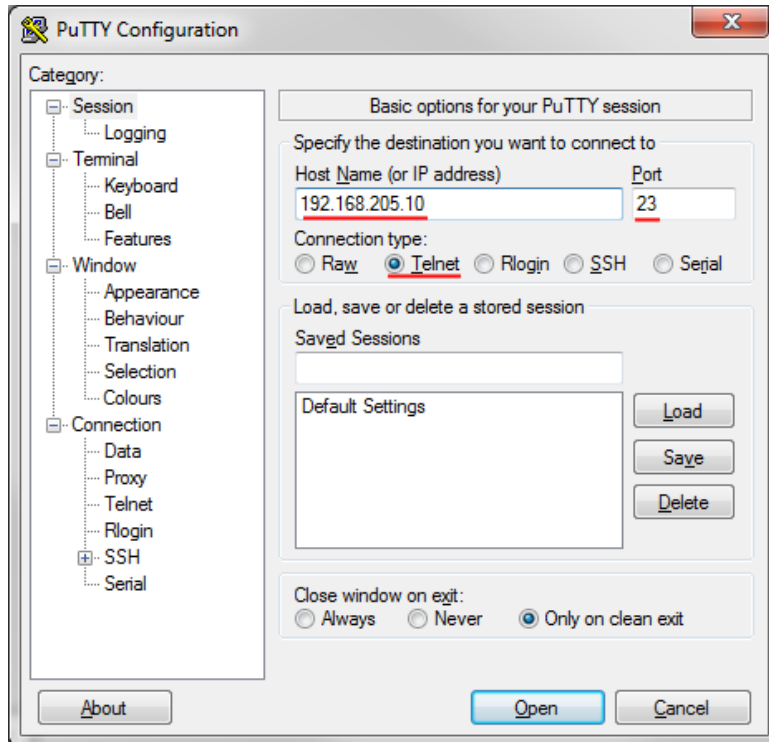 PuTTY Configuration
Category:
Session
Logging
Terminal
Keyboard
Bell
Features
Window
Appearance
Behaviour
Translation
Selection
Colours
Connection
Data
Proxy
Telnet
Rlogin
SSH
Serial
Basic options for your PuTTY session
Specify the destination you want to connect to
Host Name (or IP address) Port
192.168.205.10 23
Connection type:
Raw Telnet Rlogin SSH Serial
Load, save or delete a stored session
Saved Sessions
Default Settings
Load
Save
Delete
Close window on exit:
Always Never Only on clean exit
About Open Cancel